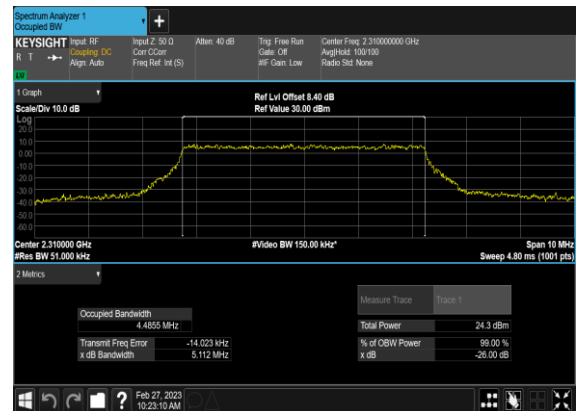 Spectrum Analyzer 1
Occupied BW
KEYSIGHT
R T
LV
Input: RF
Coupling: DC
Align: Auto
Input Z: 50 Ω
Corr CCorr
Freq Ref: Int (S)
Atten: 40 dB
Trig: Free Run
Gate: Off
#IF Gain: Low
Center Freq: 2.310000000 GHz
Avg|Hold: 100/100
Radio Std: None
1 Graph
Scale/Div 10.0 dB
Ref Lvl Offset 8.40 dB
Ref Value 30.00 dBm
Log
20.0
10.0
0.00
-10.0
-20.0
-30.0
-40.0
-50.0
-60.0
Center 2.310000 GHz
#Video BW 150.00 kHz*
Span 10 MHz
#Res BW 51.000 kHz
Sweep 4.80 ms (1001 pts)
2 Metrics
Measure Trace
Trace 1
Occupied Bandwidth
4.4855 MHz
Total Power
24.3 dBm
Transmit Freq Error
-14.023 kHz
% of OBW Power
99.00 %
x dB Bandwidth
5.112 MHz
x dB
-26.00 dB
?
Feb 27, 2023
10:23:10 AM